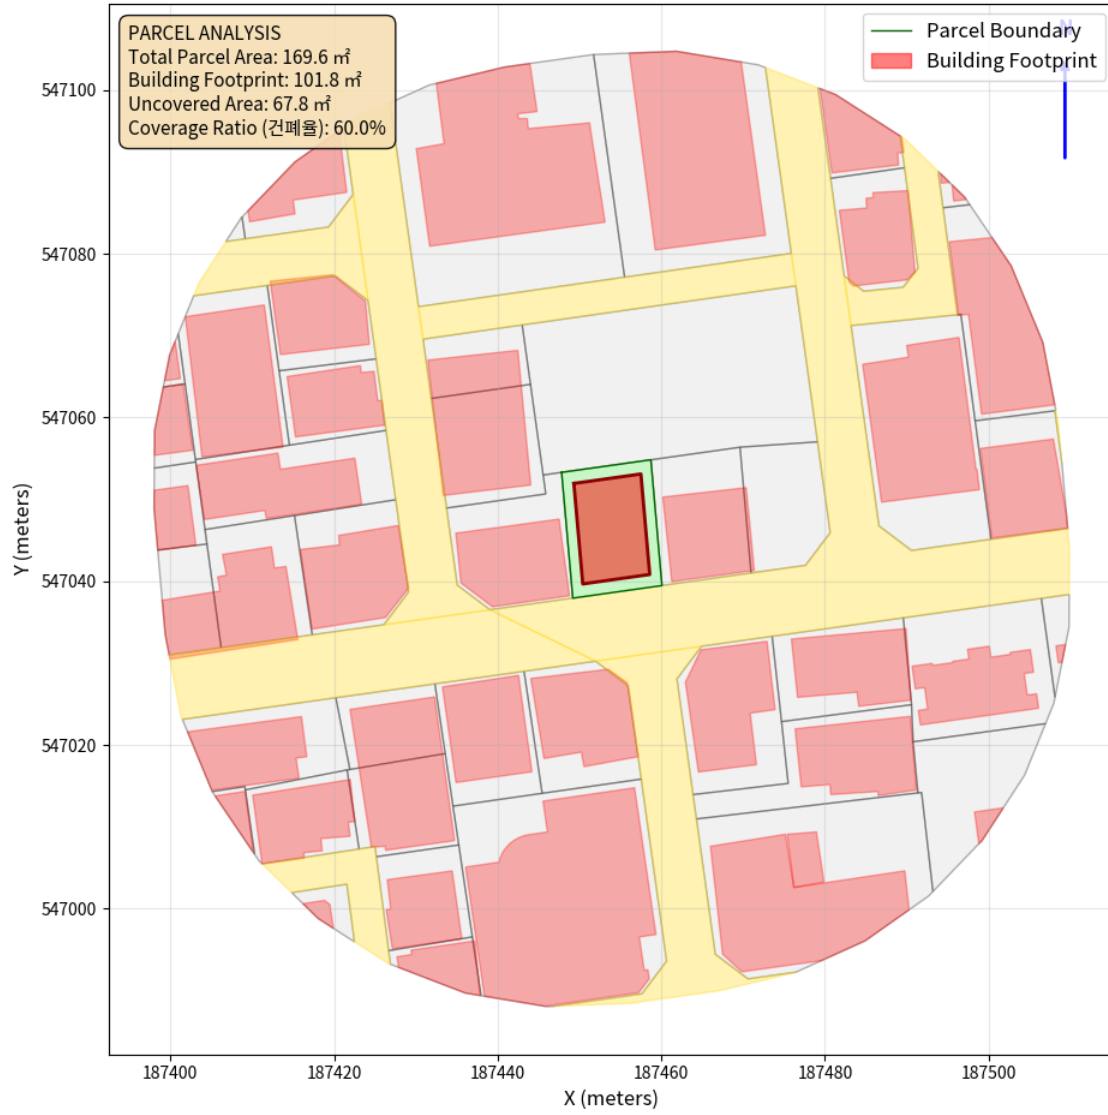 PARCEL ANALYSIS
Total Parcel Area: 169.6 ㎡
Building Footprint: 101.8 ㎡
Uncovered Area: 67.8 ㎡
Coverage Ratio (건폐율): 60.0%
Parcel Boundary
Building Footprint
N
547100
547080
547060
547040
547020
547000
Y (meters)
187400
187420
187440
187460
187480
187500
X (meters)